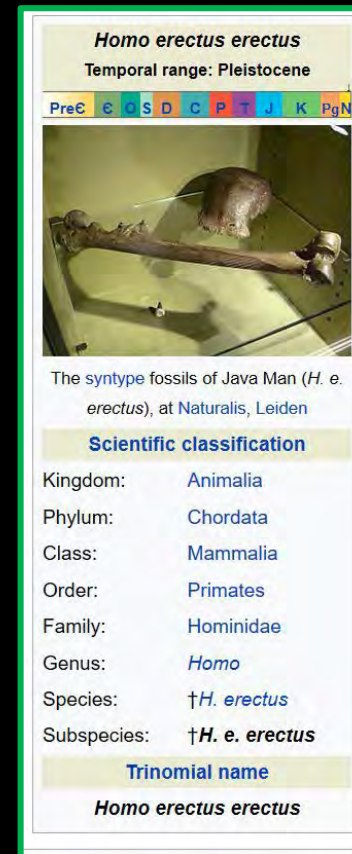 Homo erectus erectus
Temporal range: Pleistocene
PreꞒ Ꞓ O S D C P T J K Pg N
The syntype fossils of Java Man (H. e.
erectus), at Naturalis, Leiden
Scientific classification
Kingdom: Animalia
Phylum: Chordata
Class: Mammalia
Order: Primates
Family: Hominidae
Genus: Homo
Species: †H. erectus
Subspecies: †H. e. erectus
Trinomial name
Homo erectus erectus